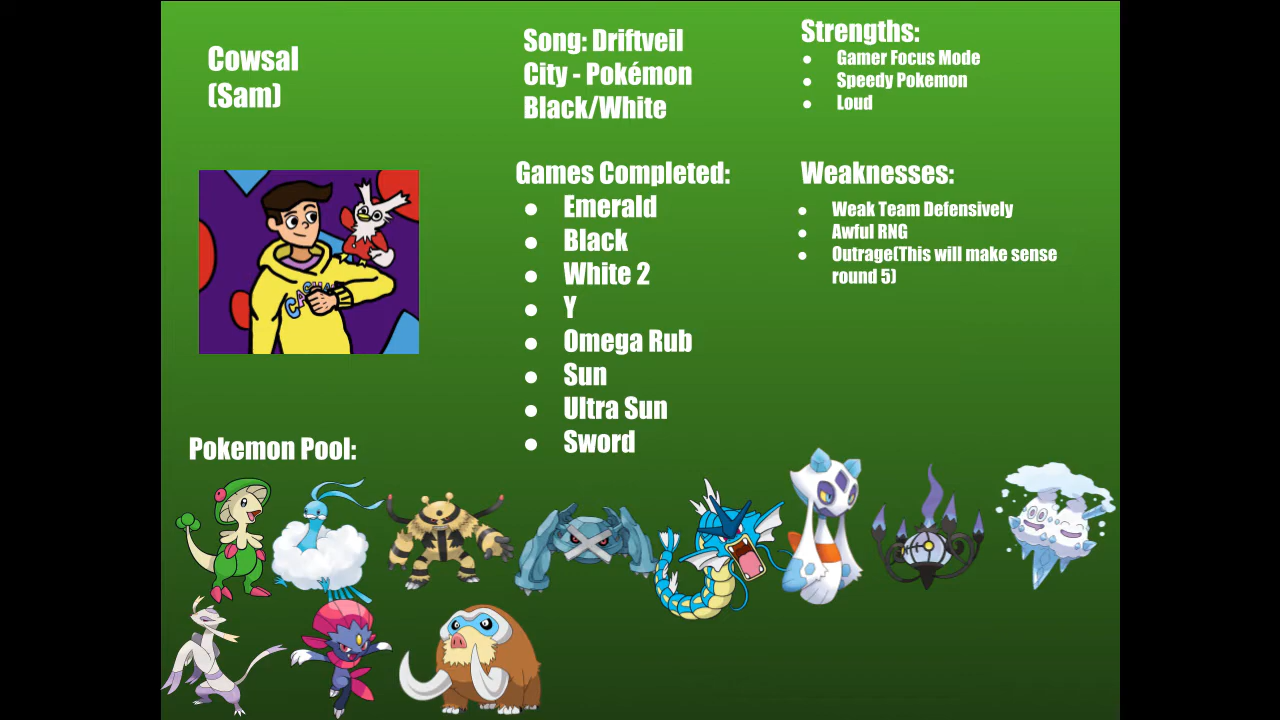 Cowsal
(Sam)
Song: Driftveil
City - Pokémon
Black/White
Strengths:
● Gamer Focus Mode
● Speedy Pokemon
● Loud
Games Completed:
● Emerald
● Black
● White 2
● Y
● Omega Rub
● Sun
● Ultra Sun
● Sword
Weaknesses:
● Weak Team Defensively
● Awful RNG
● Outrage(This will make sense
round 5)
Pokemon Pool: